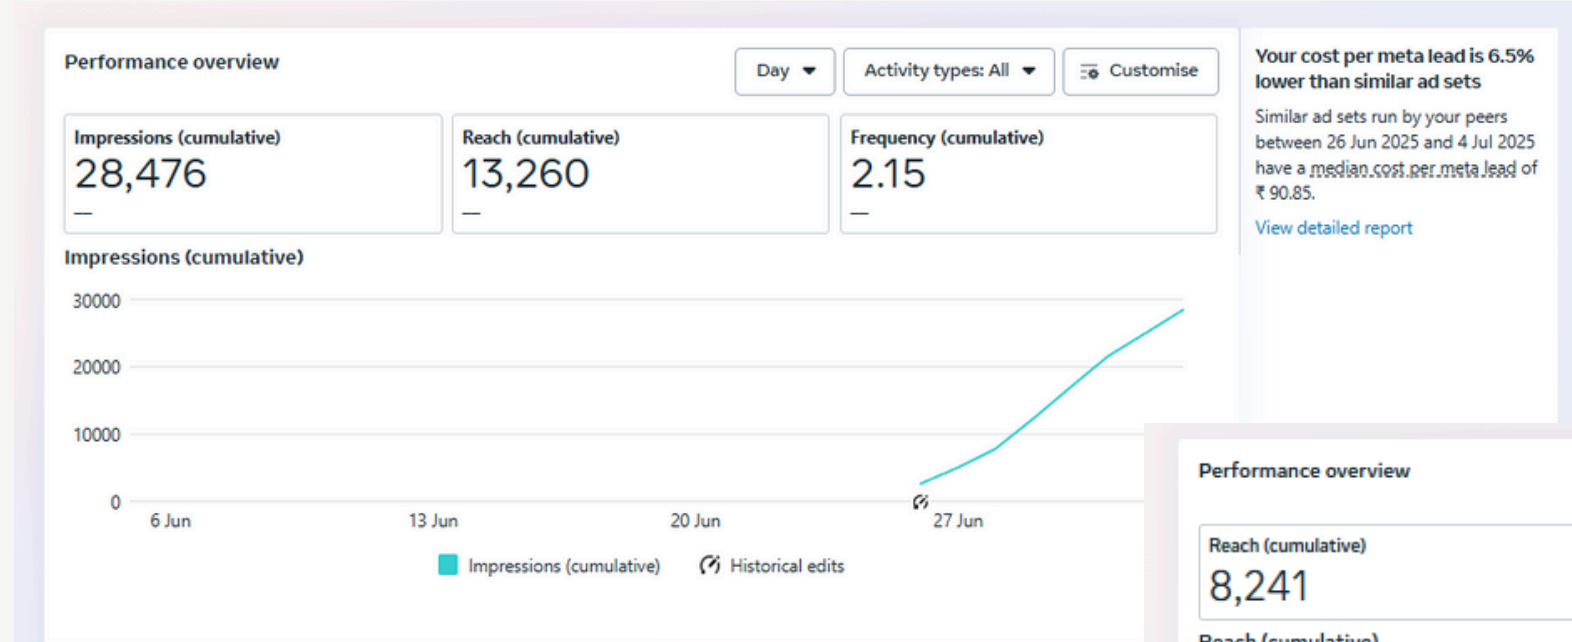 Performance overview
Day
Activity types: All
Customise
Impressions (cumulative)
28,476
—
Reach (cumulative)
13,260
—
Frequency (cumulative)
2.15
—
Impressions (cumulative)
30000
20000
10000
0
6 Jun
13 Jun
20 Jun
27 Jun
Impressions (cumulative)
Historical edits
Your cost per meta lead is 6.5%
lower than similar ad sets
Similar ad sets run by your peers
between 26 Jun 2025 and 4 Jul 2025
have a median cost per meta lead of
₹ 90.85.
View detailed report
Performance overview
Reach (cumulative)
8,241
Reach (cumulative)